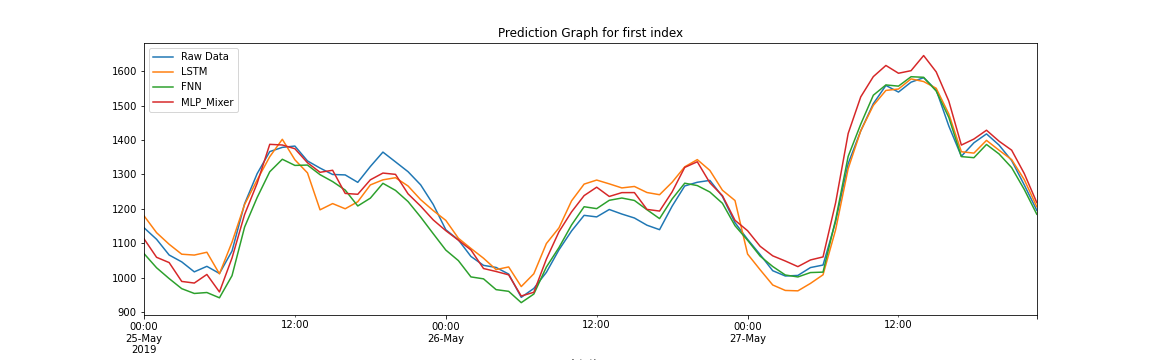 Prediction Graph for first index
Raw Data
LSTM
FNN
MLP_Mixer
1600
1500
1400
1300
1200
1100
1000
900
00:00
25-May
2019
12:00
00:00
26-May
12:00
00:00
27-May
12:00